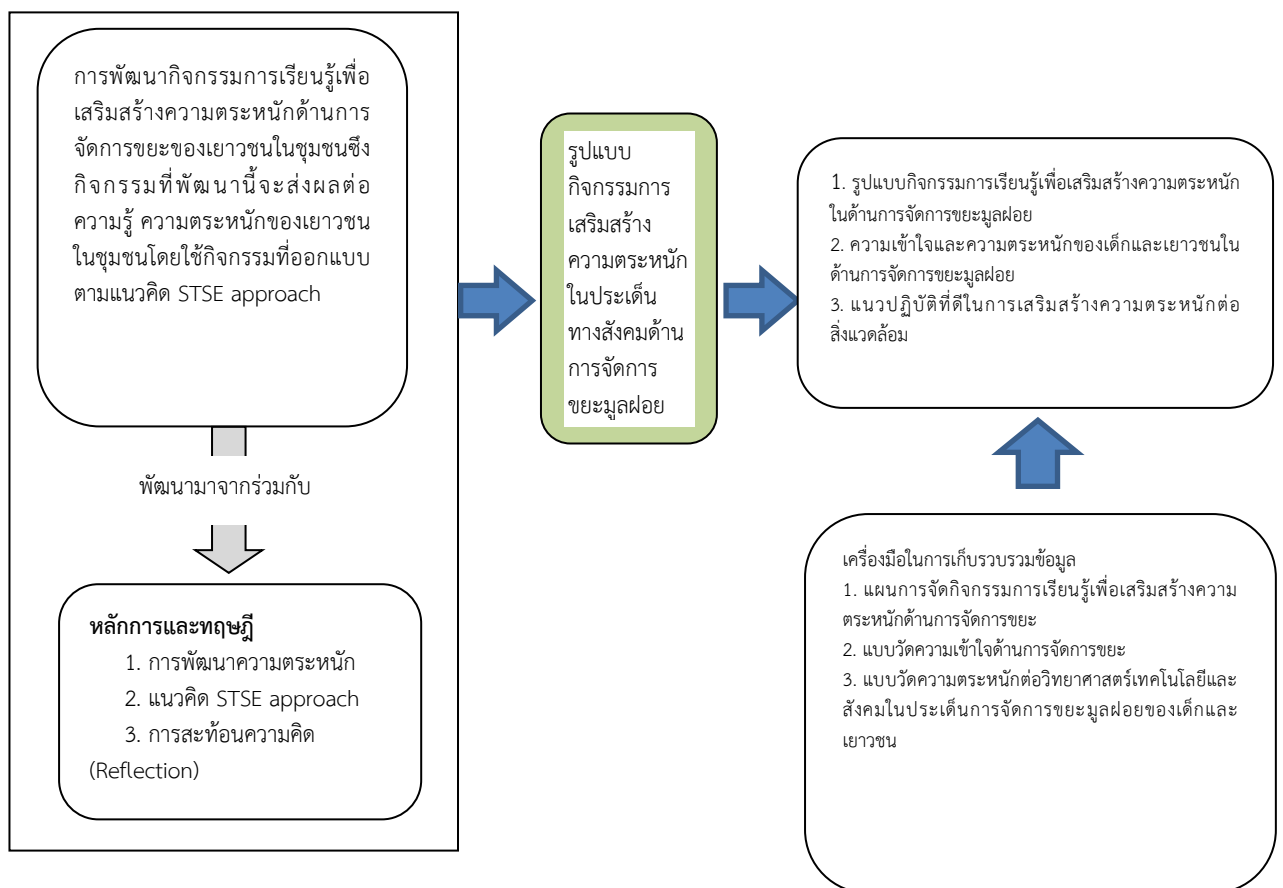 การพัฒนากิจกรรมการเรียนรู้เพื่อ
เสริมสร้างความตระหนักด้านการ
จัดการขยะของเยาวชนในชุมชนซึ่ง
กิจกรรมที่พัฒนานี้จะส่งผลต่อ
ความรู้ ความตระหนักของเยาวชน
ในชุมชนโดยใช้กิจกรรมที่ออกแบบ
ตามแนวคิด STSE approach
พัฒนามาจากร่วมกับ
หลักการและทฤษฎี
1. การพัฒนาความตระหนัก
2. แนวคิด STSE approach
3. การสะท้อนความคิด
(Reflection)
รูปแบบ
กิจกรรมการ
เสริมสร้าง
ความตระหนัก
ในประเด็น
ทางสังคมด้าน
การจัดการ
ขยะมูลฝอย
1. รูปแบบกิจกรรมการเรียนรู้เพื่อเสริมสร้างความตระหนัก
ในด้านการจัดการขยะมูลฝอย
2. ความเข้าใจและความตระหนักของเด็กและเยาวชนใน
ด้านการจัดการขยะมูลฝอย
3. แนวปฏิบัติที่ดีในการเสริมสร้างความตระหนักต่อ
สิ่งแวดล้อม
เครื่องมือในการเก็บรวบรวมข้อมูล
1. แผนการจัดกิจกรรมการเรียนรู้เพื่อเสริมสร้างความ
ตระหนักด้านการจัดการขยะ
2. แบบวัดความเข้าใจด้านการจัดการขยะ
3. แบบวัดความตระหนักต่อวิทยาศาสตร์เทคโนโลยีและ
สังคมในประเด็นการจัดการขยะมูลฝอยของเด็กและ
เยาวชน